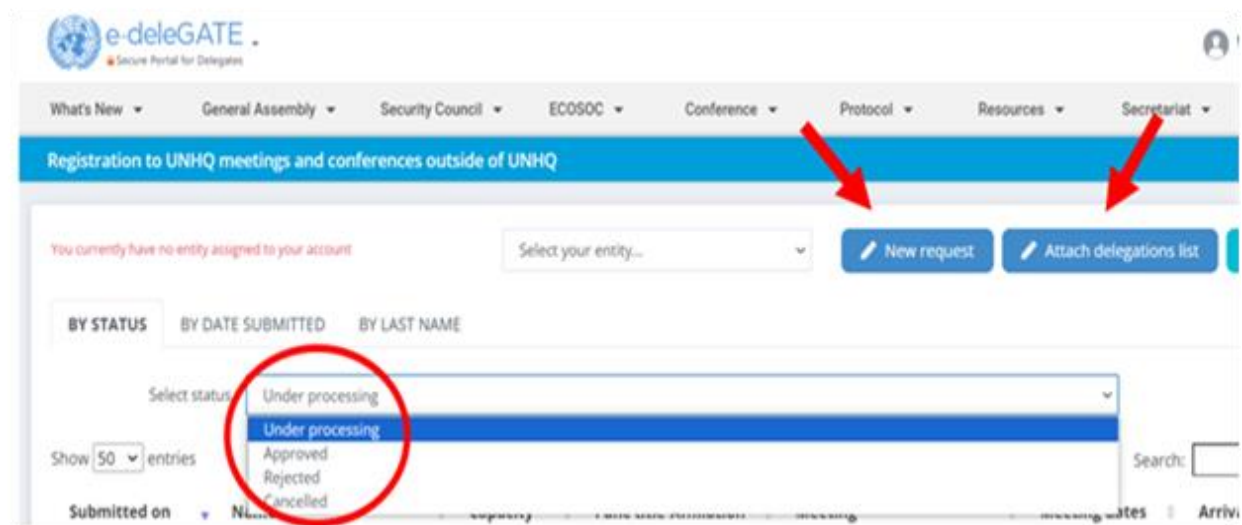 e-deleGATE .
Secure Portal for Delegates
What's New General Assembly Security Council ECOSOC Conference Protocol Resources Secretariat
Registration to UNHQ meetings and conferences outside of UNHQ
You currently have no entity assigned to your account Select your entity... New request Attach delegations list
BY STATUS BY DATE SUBMITTED BY LAST NAME
Select status Under processing
Under processing
Approved
Rejected
Cancelled
Show 50 entries Search:
Submitted on Meeting